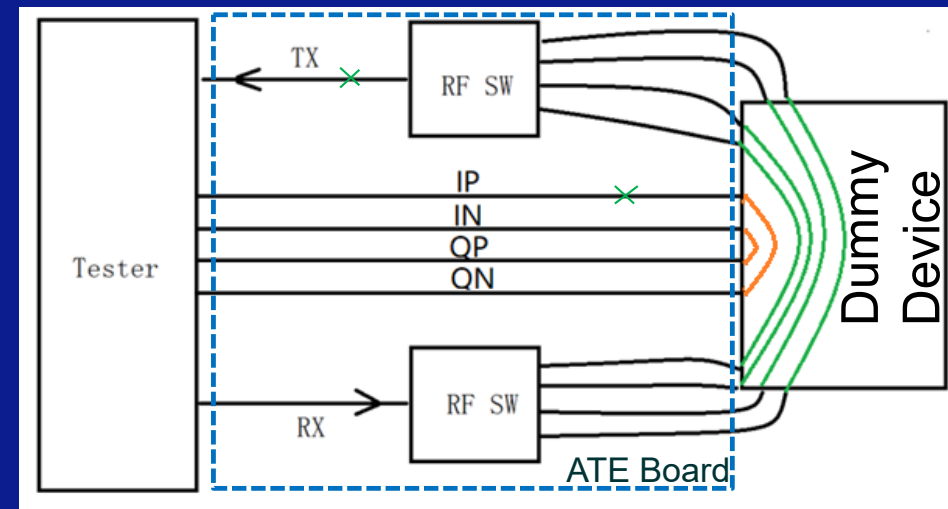 TX
RF SW
IP
IN
QP
QN
Tester
Dummy
Device
RX
RF SW
ATE Board